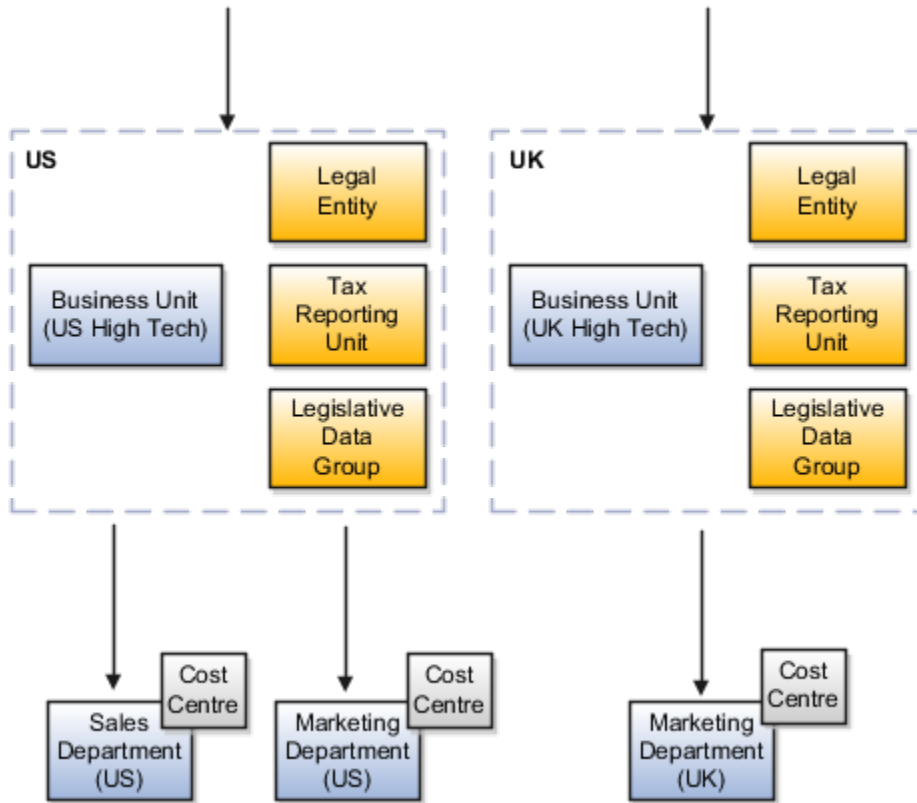 US
Legal
Entity
Business Unit
(US High Tech)
Tax
Reporting
Unit
Legislative
Data
Group
UK
Legal
Entity
Business Unit
(UK High Tech)
Tax
Reporting
Unit
Legislative
Data
Group
Cost
Centre
Sales
Department
(US)
Cost
Centre
Marketing
Department
(US)
Cost
Centre
Marketing
Department
(UK)